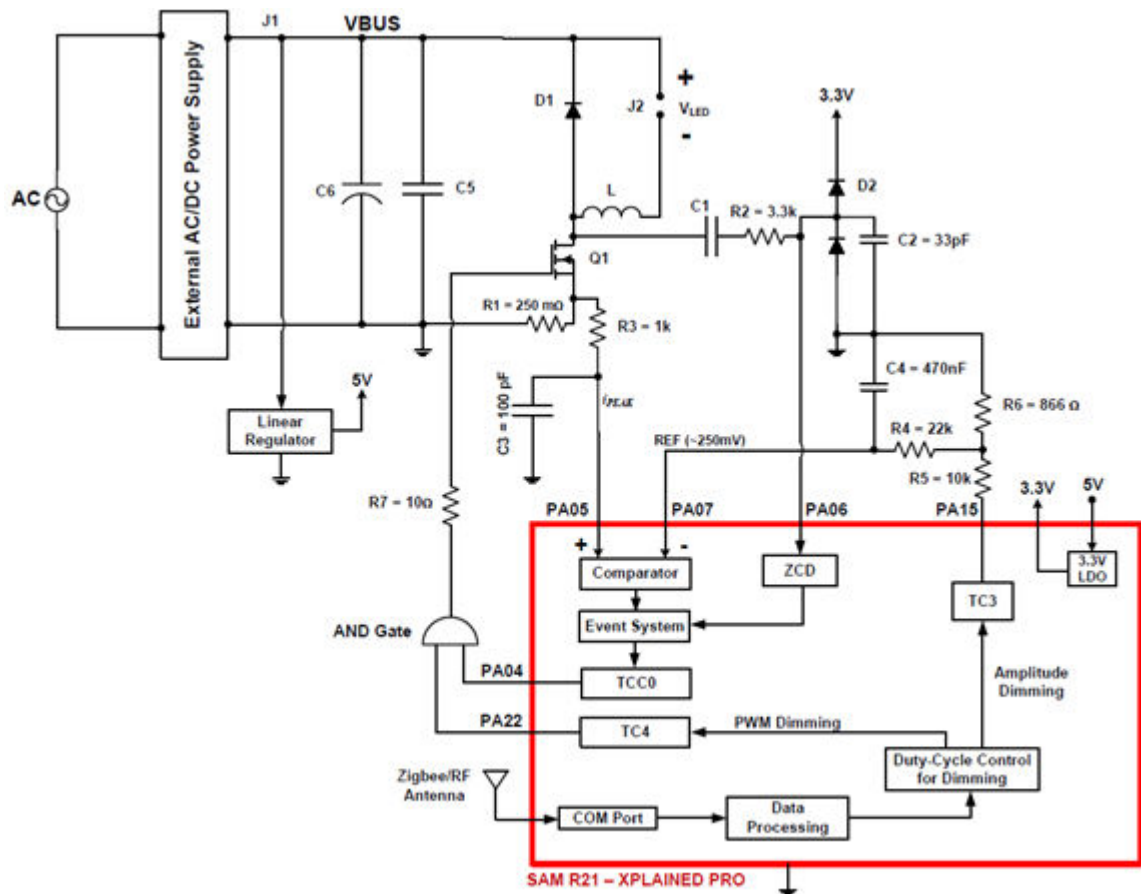 J1
VBUS
External AC/DC Power Supply
AC
C6
C5
D1
+
J2
VLED
-
L
C1
R2 = 3.3k
3.3V
D2
C2 = 33pF
Q1
R1 = 250 mΩ
R3 = 1k
C3 = 100 pF
iPEAK
C4 = 470nF
R6 = 866 Ω
R4 = 22k
REF (~250mV)
R5 = 10k
5V
Linear
Regulator
R7 = 10Ω
PA05
PA07
PA06
PA15
3.3V
5V
+
-
Comparator
ZCD
3.3V
LDO
TC3
Event System
AND Gate
PA04
TCC0
Amplitude
Dimming
PA22
TC4
PWM Dimming
Duty-Cycle Control
for Dimming
Zigbee/RF
Antenna
COM Port
Data
Processing
SAM R21 – XPLAINED PRO